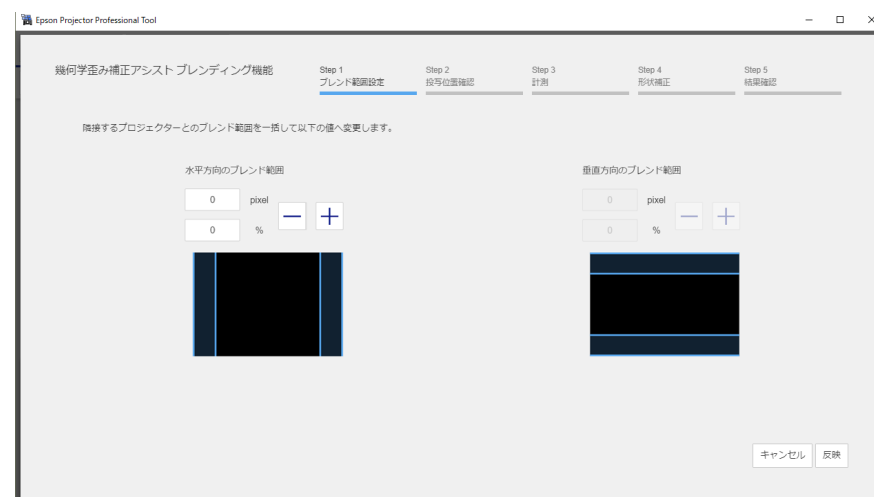 Epson Projector Professional Tool
幾何学歪み補正アシスト ブレンディング機能
Step 1
ブレンド範囲設定
Step 2
投写位置確認
Step 3
計測
Step 4
形状補正
Step 5
結果確認
隣接するプロジェクターとのブレンド範囲を一括して以下の値へ変更します。
水平方向のブレンド範囲
0 pixel
0 %
垂直方向のブレンド範囲
0 pixel
0 %
キャンセル 反映